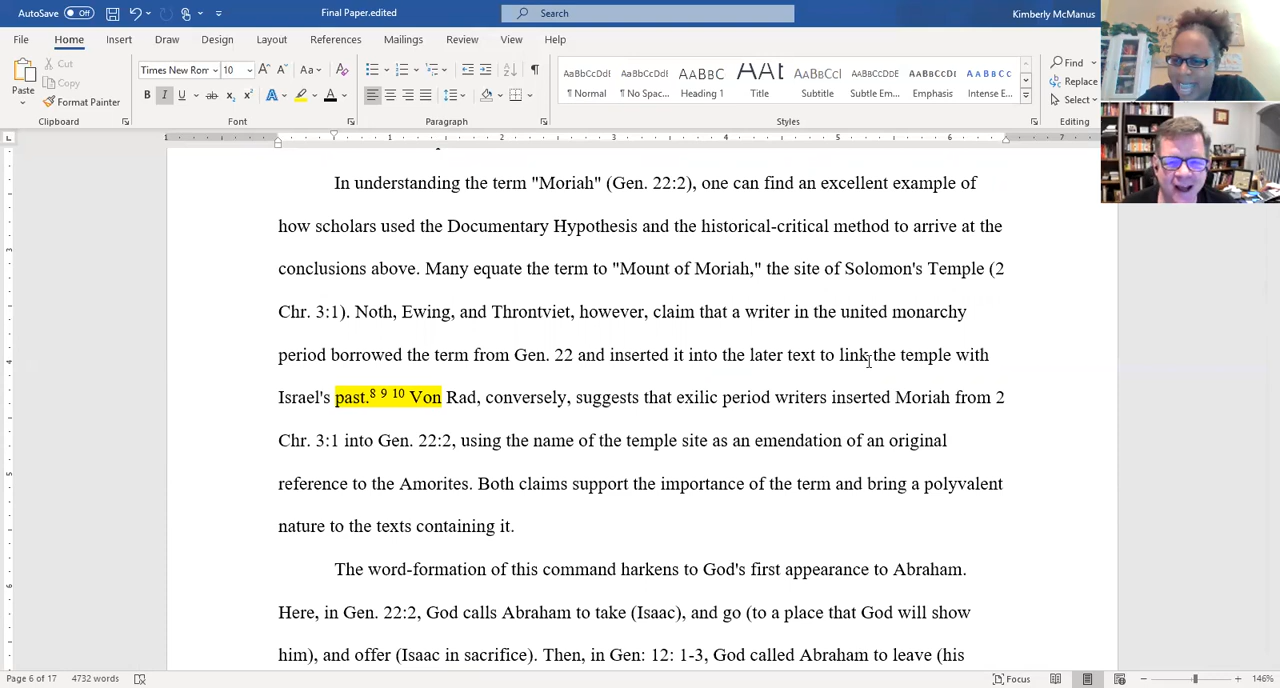 AutoSave Off
Final Paper.edited
Search
Kimberly McManus
File Home Insert Draw Design Layout References Mailings Review View Help
Paste
Cut
Copy
Format Painter
Clipboard
Times New Rom 10
Font
Paragraph
AaBbCcDd AaBbCcDd AaBbC AAt AaBbCcl AaBbCcDd AaBbCcDd AaBbCc
¶ Normal ¶ No Spac... Heading 1 Title Subtitle Subtle Em... Emphasis Intense E...
Styles
Find
Replace
Select
Editing
In understanding the term "Moriah" (Gen. 22:2), one can find an excellent example of
how scholars used the Documentary Hypothesis and the historical-critical method to arrive at the
conclusions above. Many equate the term to "Mount of Moriah," the site of Solomon's Temple (2
Chr. 3:1). Noth, Ewing, and Throntviet, however, claim that a writer in the united monarchy
period borrowed the term from Gen. 22 and inserted it into the later text to link the temple with
Israel's past.8 9 10 Von Rad, conversely, suggests that exilic period writers inserted Moriah from 2
Chr. 3:1 into Gen. 22:2, using the name of the temple site as an emendation of an original
reference to the Amorites. Both claims support the importance of the term and bring a polyvalent
nature to the texts containing it.
The word-formation of this command harkens to God's first appearance to Abraham.
Here, in Gen. 22:2, God calls Abraham to take (Isaac), and go (to a place that God will show
him), and offer (Isaac in sacrifice). Then, in Gen: 12: 1-3, God called Abraham to leave (his
Page 6 of 17 4732 words
Focus
146%